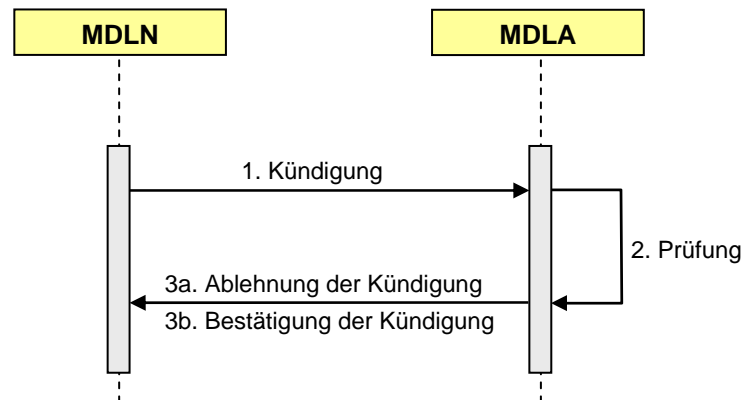 MDLN
MDLA
1. Kündigung
2. Prüfung
3a. Ablehnung der Kündigung
3b. Bestätigung der Kündigung